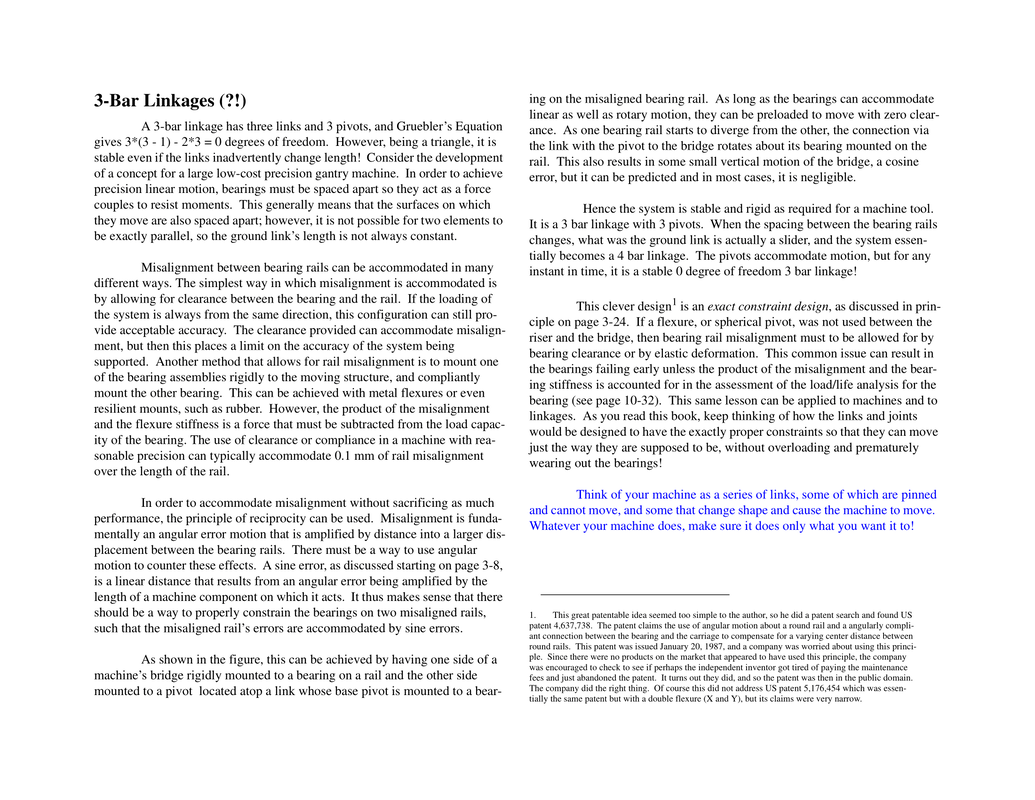 3-Bar Linkages (?!)
A 3-bar linkage has three links and 3 pivots, and Gruebler's Equation
gives 3*(3 - 1) - 2*3 = 0 degrees of freedom.  However, being a triangle, it is
stable even if the links inadvertently change length!  Consider the development
of a concept for a large low-cost precision gantry machine.  In order to achieve
precision linear motion, bearings must be spaced apart so they act as a force
couples to resist moments.  This generally means that the surfaces on which
they move are also spaced apart; however, it is not possible for two elements to
be exactly parallel, so the ground link's length is not always constant.
Misalignment between bearing rails can be accommodated in many
different ways. The simplest way in which misalignment is accommodated is
by allowing for clearance between the bearing and the rail.  If the loading of
the system is always from the same direction, this configuration can still pro-
vide acceptable accuracy.  The clearance provided can accommodate misalign-
ment, but then this places a limit on the accuracy of the system being
supported.  Another method that allows for rail misalignment is to mount one
of the bearing assemblies rigidly to the moving structure, and compliantly
mount the other bearing.  This can be achieved with metal flexures or even
resilient mounts, such as rubber.  However, the product of the misalignment
and the flexure stiffness is a force that must be subtracted from the load capac-
ity of the bearing. The use of clearance or compliance in a machine with rea-
sonable precision can typically accommodate 0.1 mm of rail misalignment
over the length of the rail.
In order to accommodate misalignment without sacrificing as much
performance, the principle of reciprocity can be used.  Misalignment is funda-
mentally an angular error motion that is amplified by distance into a larger dis-
placement between the bearing rails.  There must be a way to use angular
motion to counter these effects.  A sine error, as discussed starting on page 3-8,
is a linear distance that results from an angular error being amplified by the
length of a machine component on which it acts.  It thus makes sense that there
should be a way to properly constrain the bearings on two misaligned rails,
such that the misaligned rail's errors are accommodated by sine errors.
As shown in the figure, this can be achieved by having one side of a
machine's bridge rigidly mounted to a bearing on a rail and the other side
mounted to a pivot  located atop a link whose base pivot is mounted to a bear-
ing on the misaligned bearing rail.  As long as the bearings can accommodate
linear as well as rotary motion, they can be preloaded to move with zero clear-
ance.  As one bearing rail starts to diverge from the other, the connection via
the link with the pivot to the bridge rotates about its bearing mounted on the
rail.  This also results in some small vertical motion of the bridge, a cosine
error, but it can be predicted and in most cases, it is negligible.
Hence the system is stable and rigid as required for a machine tool.
It is a 3 bar linkage with 3 pivots.  When the spacing between the bearing rails
changes, what was the ground link is actually a slider, and the system essen-
tially becomes a 4 bar linkage.  The pivots accommodate motion, but for any
instant in time, it is a stable 0 degree of freedom 3 bar linkage!
This clever design1 is an exact constraint design, as discussed in prin-
ciple on page 3-24.  If a flexure, or spherical pivot, was not used between the
riser and the bridge, then bearing rail misalignment must to be allowed for by
bearing clearance or by elastic deformation.  This common issue can result in
the bearings failing early unless the product of the misalignment and the bear-
ing stiffness is accounted for in the assessment of the load/life analysis for the
bearing (see page 10-32).  This same lesson can be applied to machines and to
linkages.  As you read this book, keep thinking of how the links and joints
would be designed to have the exactly proper constraints so that they can move
just the way they are supposed to be, without overloading and prematurely
wearing out the bearings!
Think of your machine as a series of links, some of which are pinned
and cannot move, and some that change shape and cause the machine to move.
Whatever your machine does, make sure it does only what you want it to!
1. This great patentable idea seemed too simple to the author, so he did a patent search and found US
patent 4,637,738.  The patent claims the use of angular motion about a round rail and a angularly compli-
ant connection between the bearing and the carriage to compensate for a varying center distance between
round rails.  This patent was issued January 20, 1987, and a company was worried about using this princi-
ple.  Since there were no products on the market that appeared to have used this principle, the company
was encouraged to check to see if perhaps the independent inventor got tired of paying the maintenance
fees and just abandoned the patent.  It turns out they did, and so the patent was then in the public domain.
The company did the right thing.  Of course this did not address US patent 5,176,454 which was essen-
tially the same patent but with a double flexure (X and Y), but its claims were very narrow.